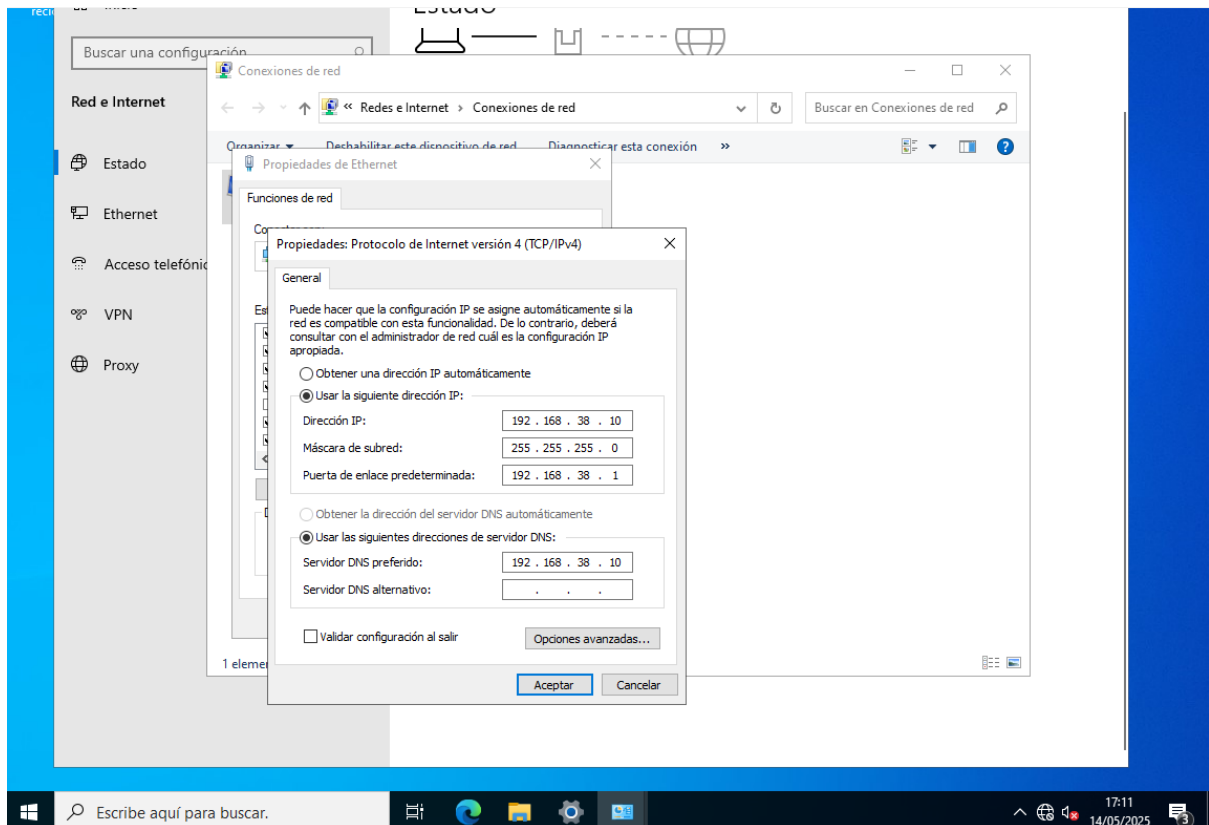 Estado
Buscar una configuración
Red e Internet
Estado
Ethernet
Acceso telefónic
VPN
Proxy
Conexiones de red
« Redes e Internet › Conexiones de red
Buscar en Conexiones de red
Organizar
Deshabilitar este dispositivo de red
Diagnosticar esta conexión
»
Propiedades de Ethernet
Funciones de red
Propiedades: Protocolo de Internet versión 4 (TCP/IPv4)
General
Puede hacer que la configuración IP se asigne automáticamente si la
red es compatible con esta funcionalidad. De lo contrario, deberá
consultar con el administrador de red cuál es la configuración IP
apropiada.
Obtener una dirección IP automáticamente
Usar la siguiente dirección IP:
Dirección IP: 192 . 168 . 38 . 10
Máscara de subred: 255 . 255 . 255 . 0
Puerta de enlace predeterminada: 192 . 168 . 38 . 1
Obtener la dirección del servidor DNS automáticamente
Usar las siguientes direcciones de servidor DNS:
Servidor DNS preferido: 192 . 168 . 38 . 10
Servidor DNS alternativo: . . .
Validar configuración al salir
Opciones avanzadas...
1 eleme
Aceptar
Cancelar
Escribe aquí para buscar.
17:11
14/05/2025
3